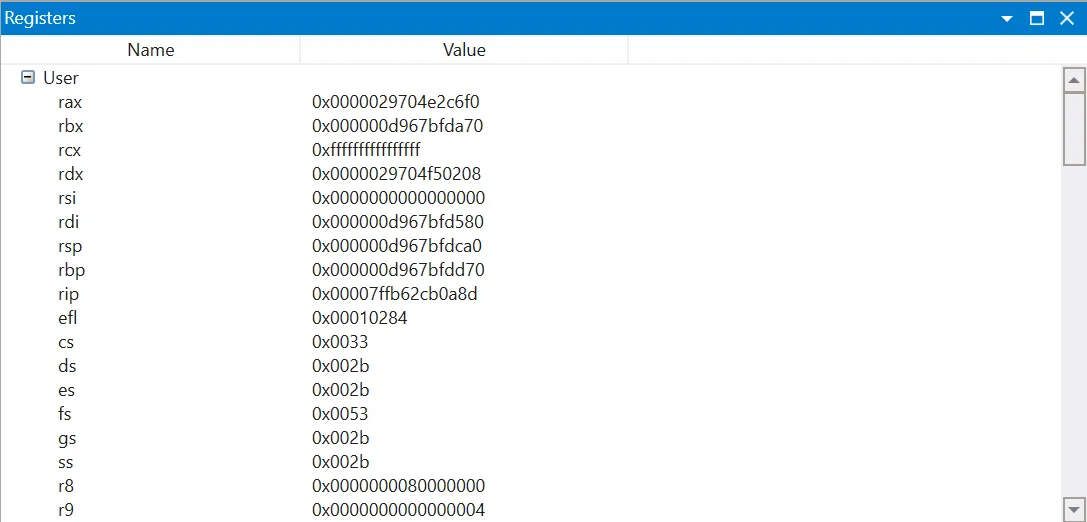 Registers
Name Value
User
rax 0x0000029704e2c6f0
rbx 0x000000d967bfda70
rcx 0xffffffffffffffff
rdx 0x0000029704f50208
rsi 0x0000000000000000
rdi 0x000000d967bfd580
rsp 0x000000d967bfdca0
rbp 0x000000d967bfdd70
rip 0x00007ffb62cb0a8d
efl 0x00010284
cs 0x0033
ds 0x002b
es 0x002b
fs 0x0053
gs 0x002b
ss 0x002b
r8 0x0000000080000000
r9 0x0000000000000004